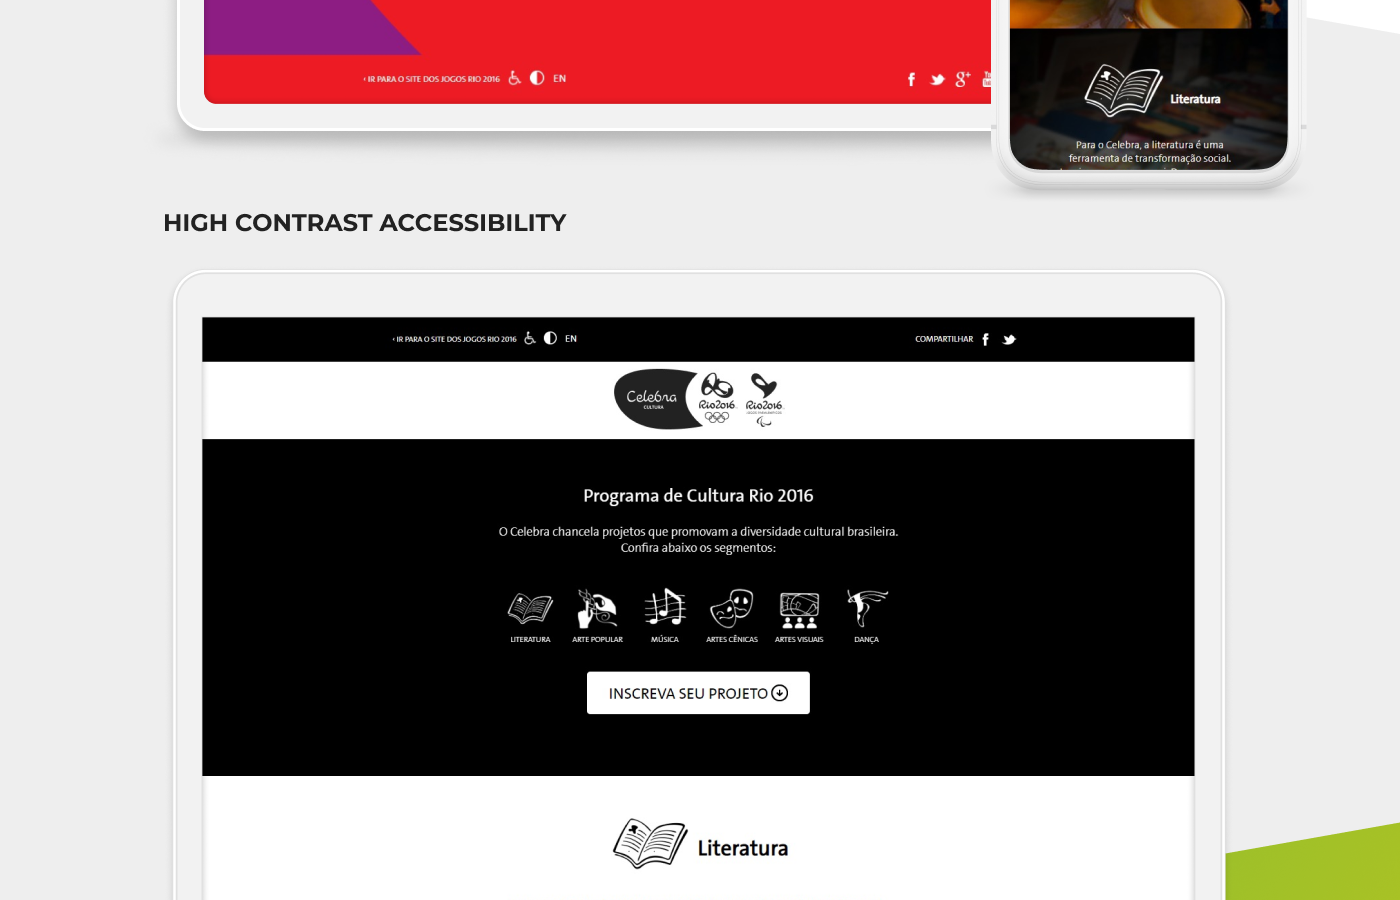 ‹ IR PARA O SITE DOS JOGOS RIO 2016 EN
Literatura
Para o Celebra, a literatura é uma
ferramenta de transformação social.
HIGH CONTRAST ACCESSIBILITY
‹ IR PARA O SITE DOS JOGOS RIO 2016 EN COMPARTILHAR
Celebra
CULTURA
Rio2016 Rio2016
Programa de Cultura Rio 2016
O Celebra chancela projetos que promovam a diversidade cultural brasileira.
Confira abaixo os segmentos:
LITERATURA ARTE POPULAR MÚSICA ARTES CÊNICAS ARTES VISUAIS DANÇA
INSCREVA SEU PROJETO
Literatura